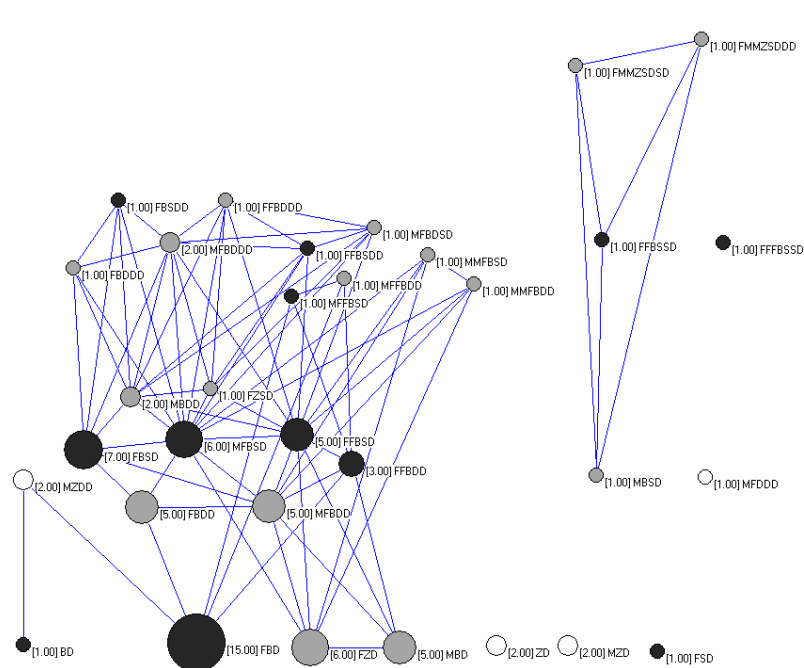 [1.00] FMMZSDDD
[1.00] FMMZSDSD
[1.00] FBSDD
[1.00] FFBDDD
[1.00] MFBDSD
[2.00] MFBDDD
[1.00] FFBSSD
[1.00] FFFBSSD
[1.00] FFBSDD
[1.00] MMFBSD
[1.00] FBDDD
[1.00] MFFBDD
[1.00] MMFBDD
[1.00] MFFBSD
[1.00] FZSD
[2.00] MBDD
[5.00] FFBSD
[6.00] MFBSD
[7.00] FBSD
[3.00] FFBDD
[1.00] MBSD
[1.00] MFDDD
[2.00] MZDD
[5.00] FBDD
[5.00] MFBDD
[1.00] BD
[15.00] FBD
[6.00] FZD
[5.00] MBD
[2.00] ZD
[2.00] MZD
[1.00] FSD